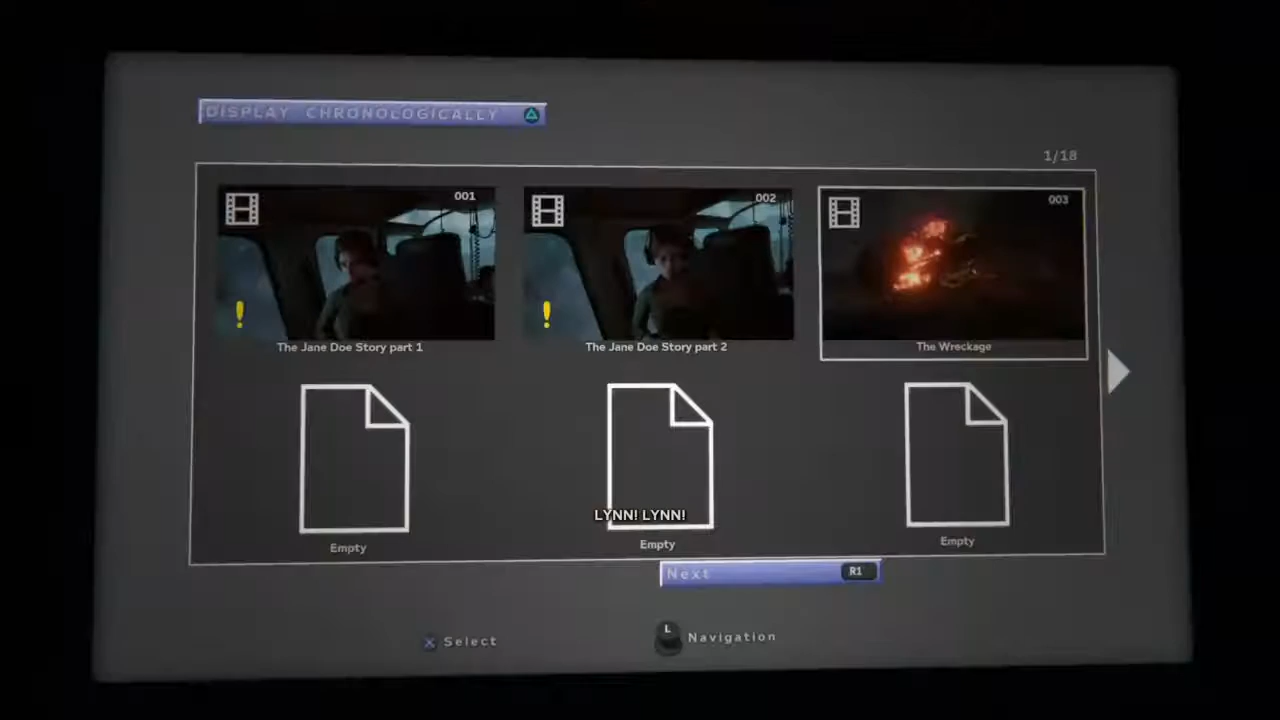 DISPLAY CHRONOLOGICALLY
1/18
001
002
003
The Jane Doe Story part 1
The Jane Doe Story part 2
The Wreckage
LYNN! LYNN!
Empty
Empty
Empty
Next R1
X Select
L Navigation